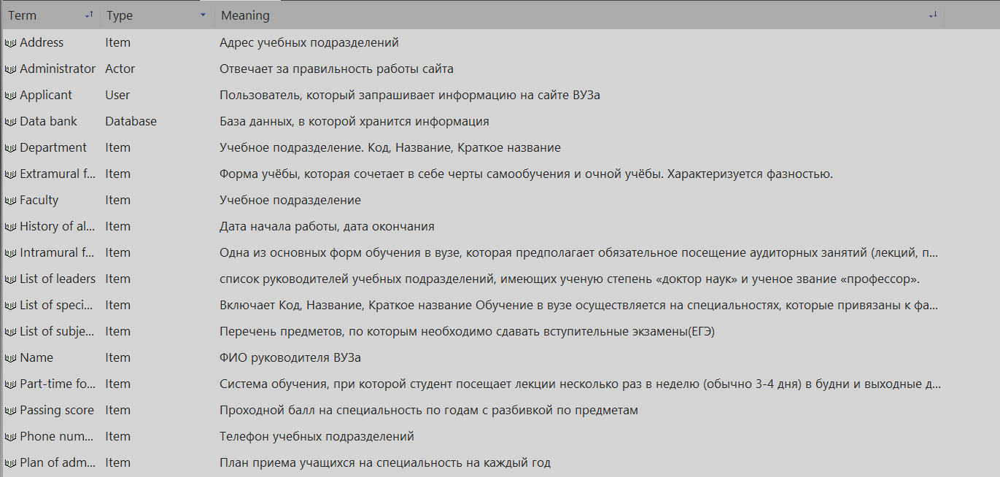 Term Type Meaning
Address Item Адрес учебных подразделений
Administrator Actor Отвечает за правильность работы сайта
Applicant User Пользователь, который запрашивает информацию на сайте ВУЗа
Data bank Database База данных, в которой хранится информация
Department Item Учебное подразделение. Код, Название, Краткое название
Extramural f... Item Форма учёбы, которая сочетает в себе черты самообучения и очной учёбы. Характеризуется фазностью.
Faculty Item Учебное подразделение
History of al... Item Дата начала работы, дата окончания
Intramural f... Item Одна из основных форм обучения в вузе, которая предполагает обязательное посещение аудиторных занятий (лекций, п...
List of leaders Item список руководителей учебных подразделений, имеющих ученую степень «доктор наук» и ученое звание «профессор».
List of speci... Item Включает Код, Название, Краткое название Обучение в вузе осуществляется на специальностях, которые привязаны к фа...
List of subje... Item Перечень предметов, по которым необходимо сдавать вступительные экзамены(ЕГЭ)
Name Item ФИО руководителя ВУЗа
Part-time fo... Item Система обучения, при которой студент посещает лекции несколько раз в неделю (обычно 3-4 дня) в будни и выходные д...
Passing score Item Проходной балл на специальность по годам с разбивкой по предметам
Phone num... Item Телефон учебных подразделений
Plan of adm... Item План приема учащихся на специальность на каждый год